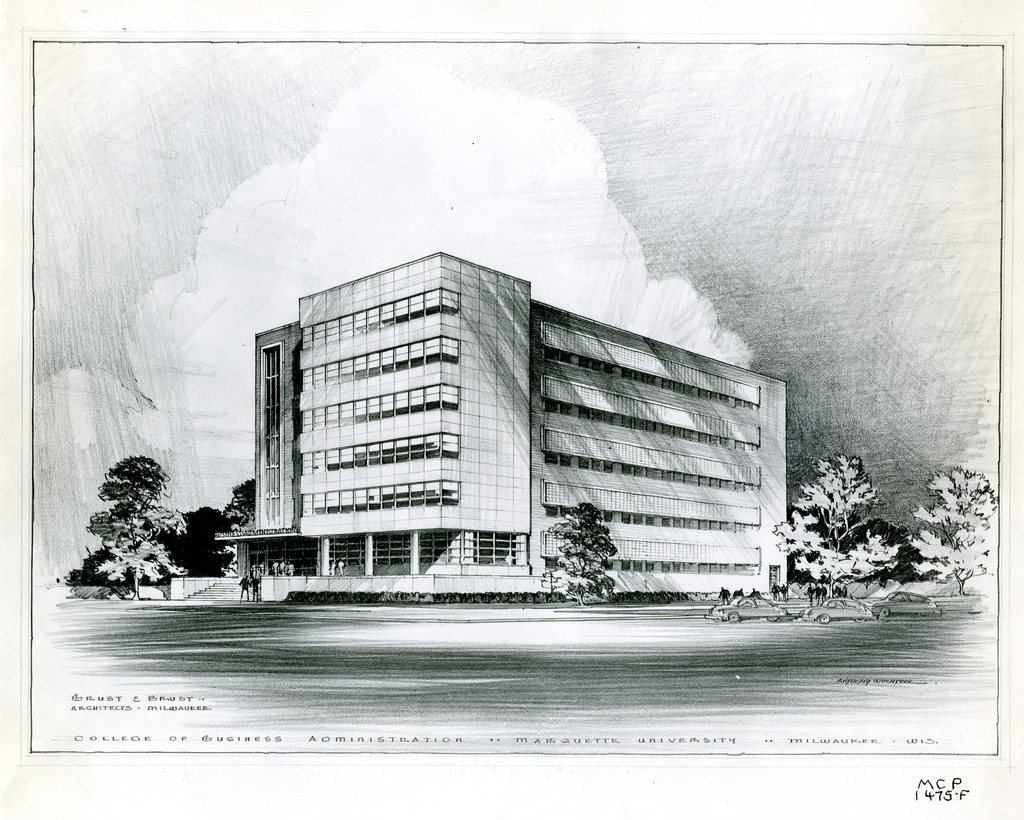 BRUST & BRUST ..
ARCHITECTS · MILWAUKEE
COLLEGE OF BUSINESS ADMINISTRATION .. MARQUETTE UNIVERSITY .. MILWAUKEE · WIS.
MCP
1475-F